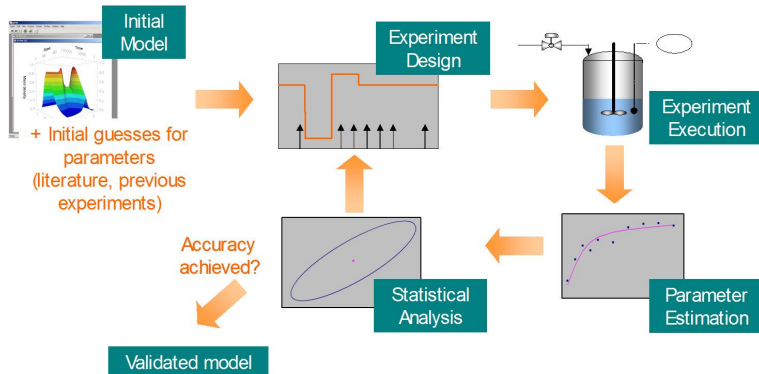 Initial
Model
+ Initial guesses for
parameters
(literature, previous
experiments)
Experiment
Design
Experiment
Execution
Parameter
Estimation
Statistical
Analysis
Accuracy
achieved?
Validated model